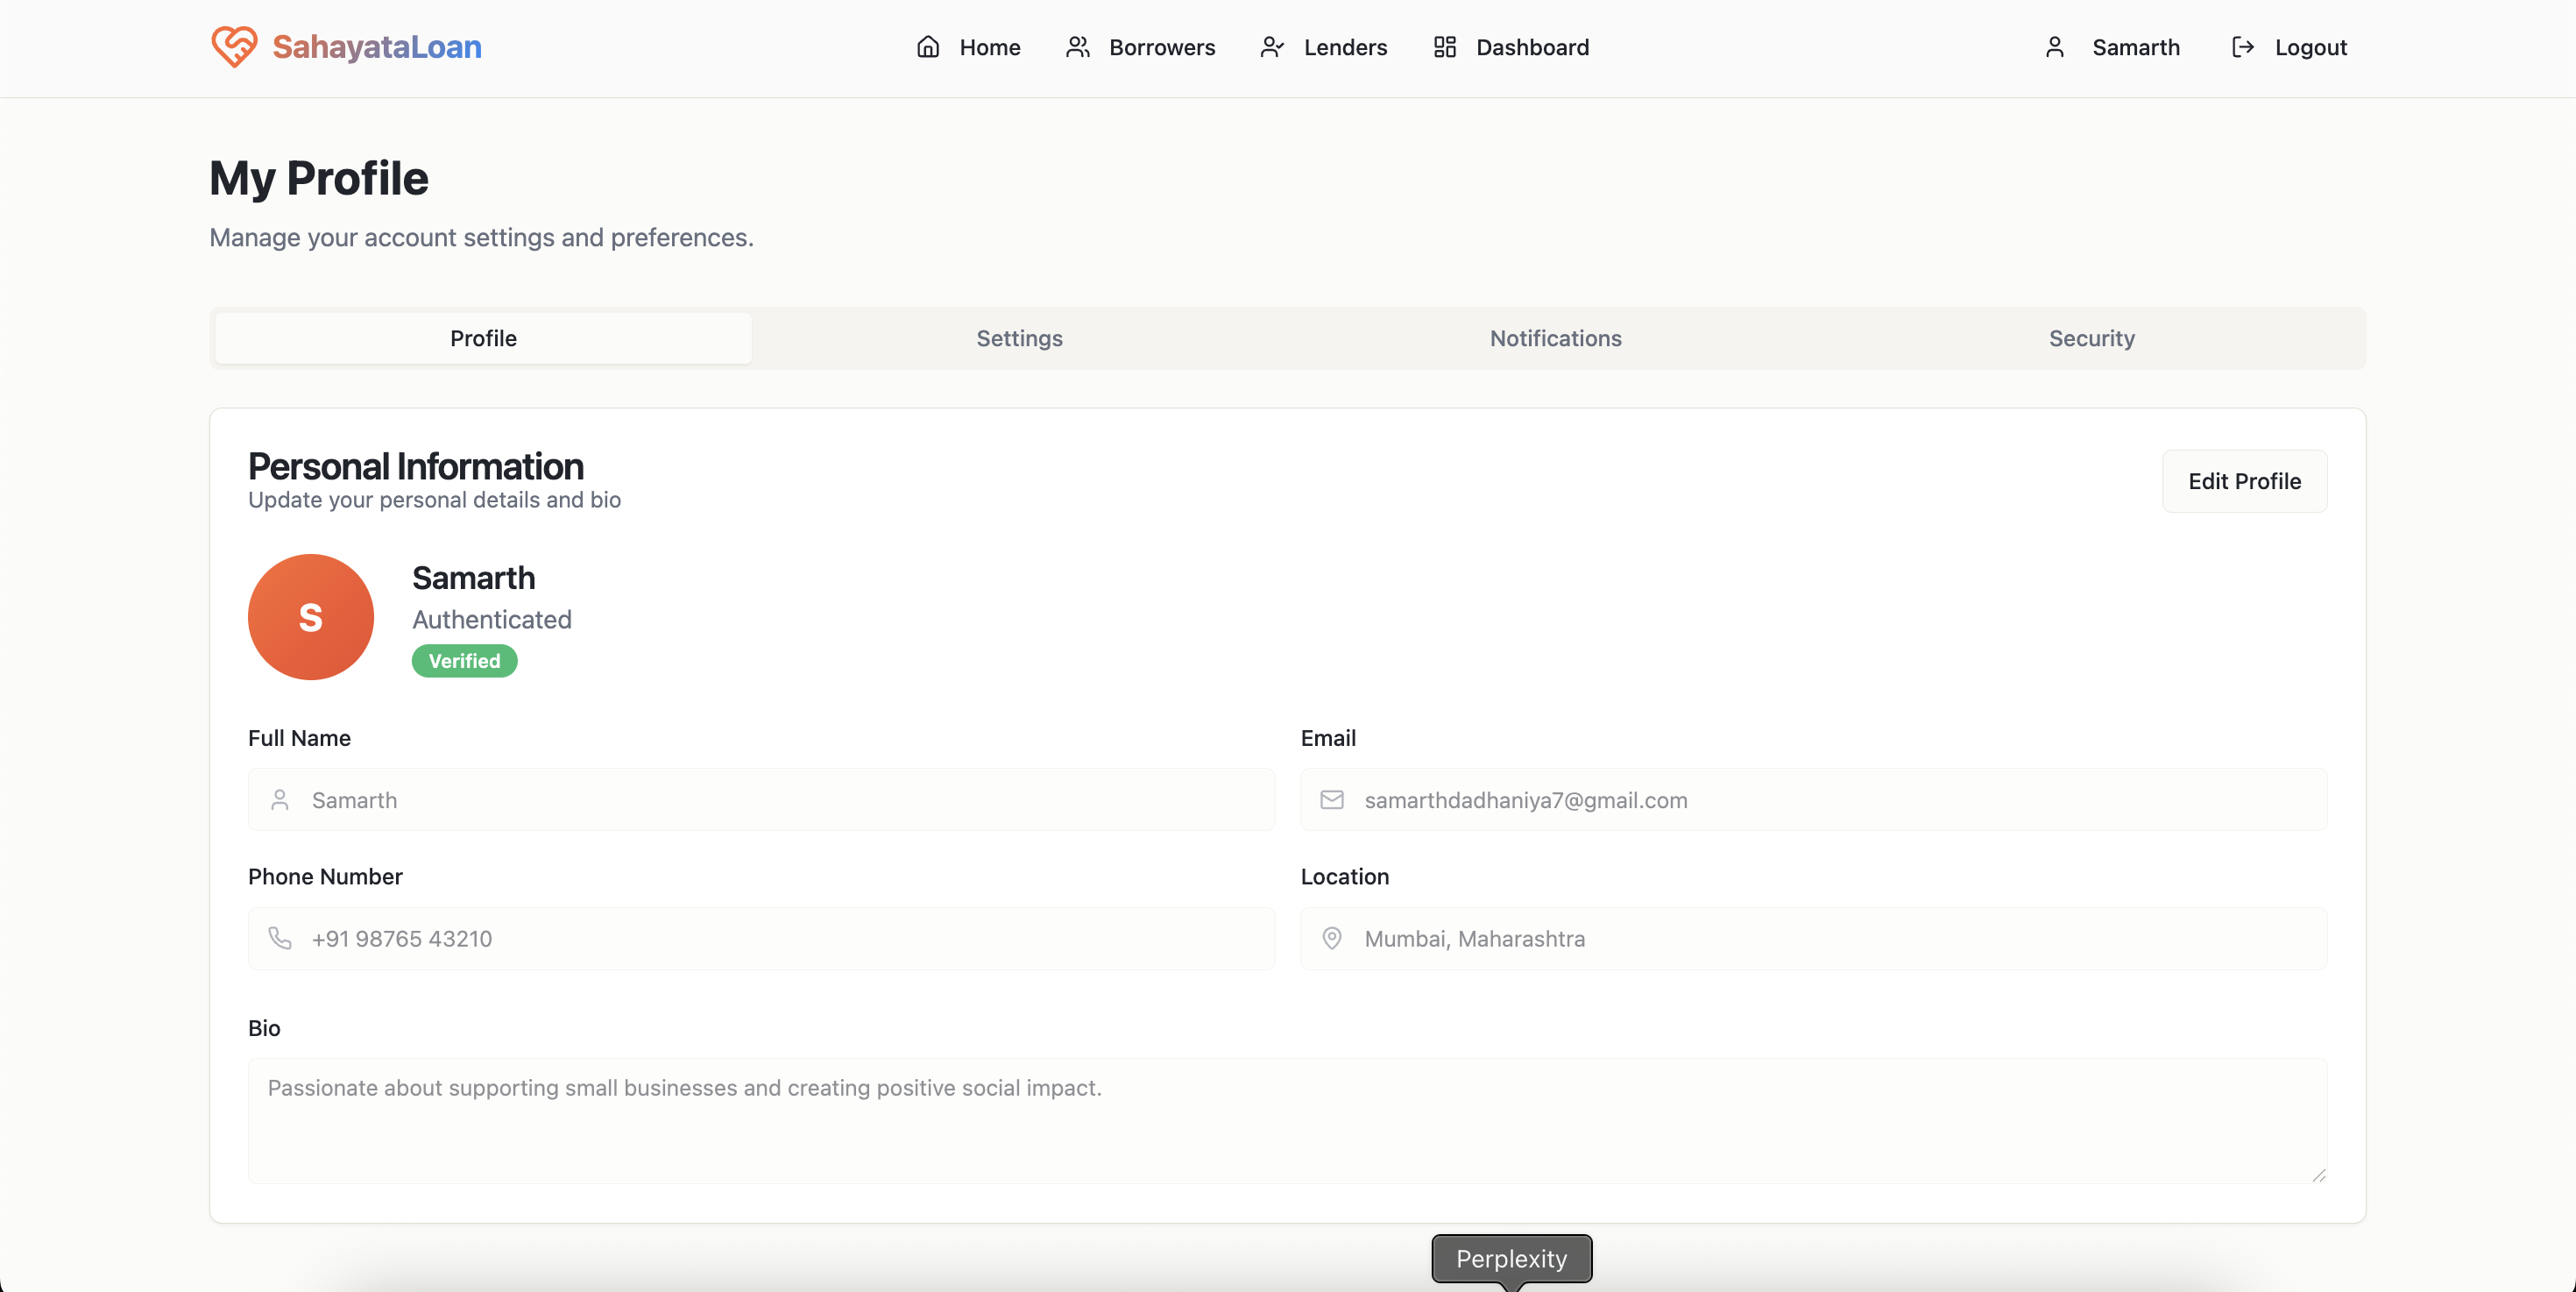 SahayataLoan
Home Borrowers Lenders Dashboard
Samarth Logout
My Profile
Manage your account settings and preferences.
Profile Settings Notifications Security
Personal Information
Update your personal details and bio
Edit Profile
S
Samarth
Authenticated
Verified
Full Name
Samarth
Email
samarthdadhaniya7@gmail.com
Phone Number
+91 98765 43210
Location
Mumbai, Maharashtra
Bio
Passionate about supporting small businesses and creating positive social impact.
Perplexity